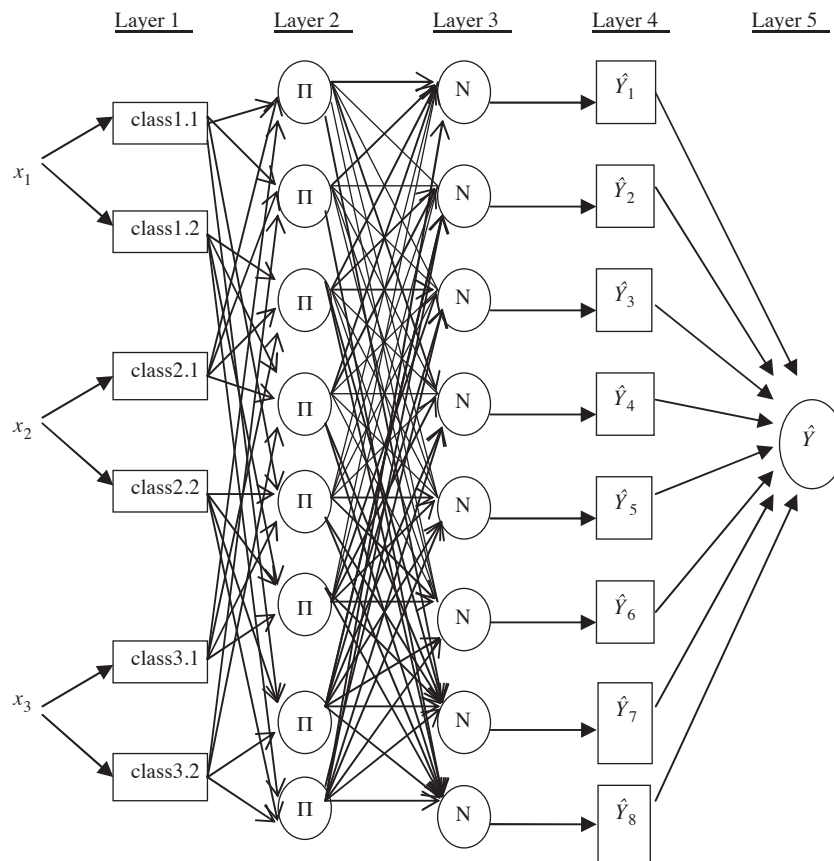 Layer 1 Layer 2 Layer 3 Layer 4 Layer 5
Π N Ŷ₁
class1.1
x₁
Π N Ŷ₂
class1.2
Π N Ŷ₃
class2.1
Π N Ŷ₄
x₂
Ŷ
class2.2
Π N Ŷ₅
Π N Ŷ₆
class3.1
x₃
Π N Ŷ₇
class3.2
Π N Ŷ₈